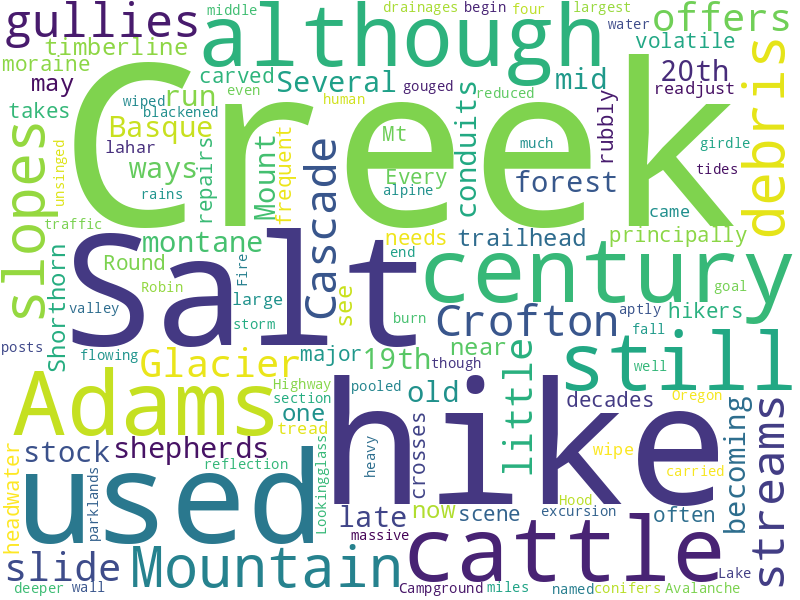 middle
drainages
begin
four
largest
gullies
although
water
offers
timberline
volatile
moraine
carved
Several
mid
20th
may
wiped
blackened
run
even
human
gouged
reduced
readjust
takes
Creek
debris
Basque
Mt
rubbly
conduits
lahar
unsinged
repairs
Mount
frequent
Cascade
much
girdle
ways
Every
tides
rains
alpine
forest
slopes
traffic
came
montane
needs
trailhead
principally
Salt
end
century
Round
Fire
Shorthorn
Robin
large
see
goal
valley
storm
burn
Crofton
aptly
hikers
fall
posts
flowing
major
19th
near
though
still
well
Glacier
Adams
Highway
section
pooled
old
little
decades
Oregon
one
hike
tread
crosses
becoming
streams
stock
shepherds
wipe
headwater
parklands
reflection
Lookingglass
heavy
carried
used
Hood
late
now
scene
excursion
often
massive
cattle
slide
Mountain
Lake
deeper
wall
Campground
miles
named
conifers
Avalanche